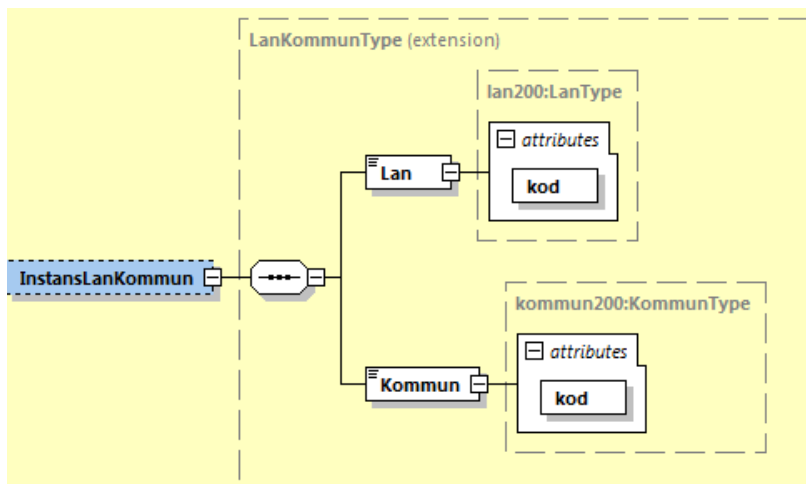 LanKommunType (extension)
lan200:LanType
attributes
Lan
kod
InstansLanKommun
kommun200:KommunType
attributes
Kommun
kod